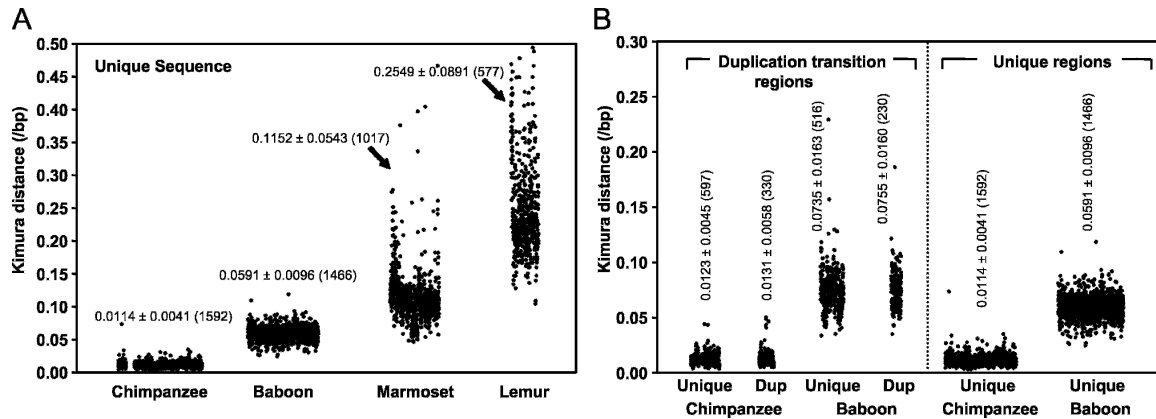 A
Kimura distance (/bp)
0.50
0.45
0.40
0.35
0.30
0.25
0.20
0.15
0.10
0.05
0.00
Unique Sequence
0.2549 ± 0.0891 (577)
0.1152 ± 0.0543 (1017)
0.0591 ± 0.0096 (1466)
0.0114 ± 0.0041 (1592)
Chimpanzee Baboon Marmoset Lemur
B
Kimura distance (/bp)
0.30
0.25
0.20
0.15
0.10
0.05
0.00
Duplication transition
regions
Unique regions
0.0123 ± 0.0045 (597)
0.0131 ± 0.0058 (330)
0.0735 ± 0.0163 (516)
0.0755 ± 0.0160 (230)
0.0114 ± 0.0041 (1592)
0.0591 ± 0.0096 (1466)
Unique Dup Unique Dup Unique Unique
Chimpanzee Baboon Chimpanzee Baboon